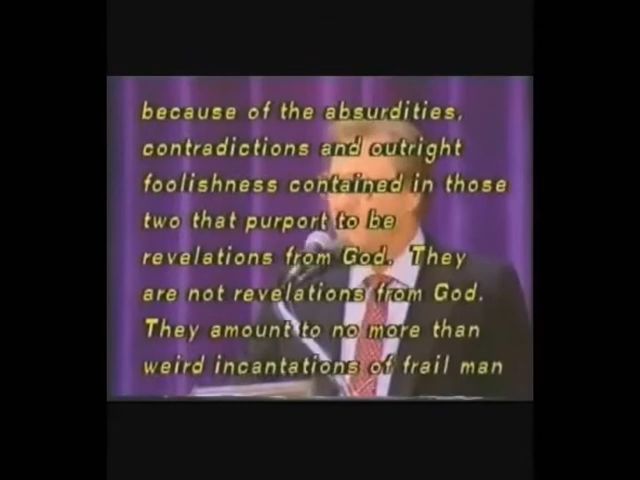 because of the absurdities,
contradictions and outright
foolishness contained in those
two that purport to be
revelations from God. They
are not revelations from God.
They amount to no more than
weird incantations of frail man